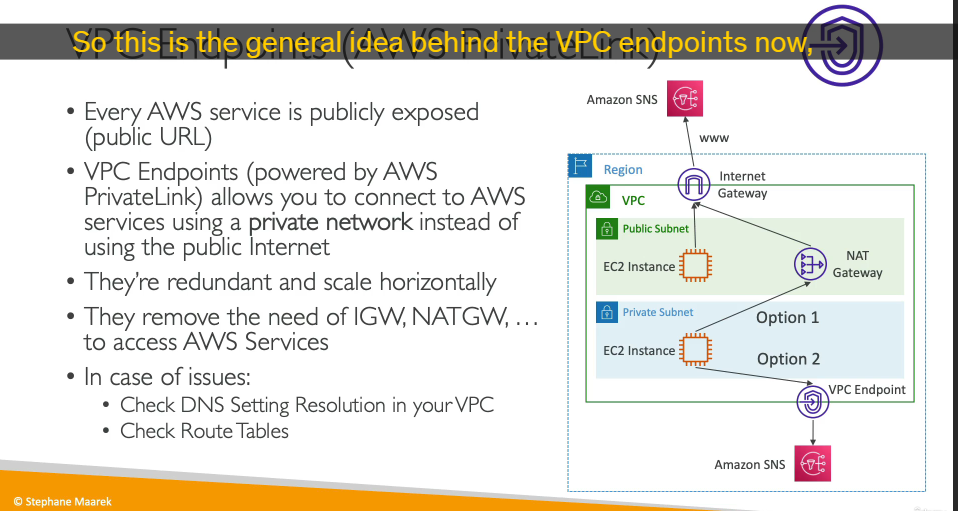 VPC Endpoints (AWS PrivateLink)
So this is the general idea behind the VPC endpoints now,
• Every AWS service is publicly exposed
(public URL)
• VPC Endpoints (powered by AWS
PrivateLink) allows you to connect to AWS
services using a private network instead of
using the public Internet
• They're redundant and scale horizontally
• They remove the need of IGW, NATGW, …
to access AWS Services
• In case of issues:
• Check DNS Setting Resolution in your VPC
• Check Route Tables
Amazon SNS
www
Region
Internet
Gateway
VPC
Public Subnet
EC2 Instance
NAT
Gateway
Private Subnet
Option 1
EC2 Instance
Option 2
VPC Endpoint
Amazon SNS
© Stephane Maarek